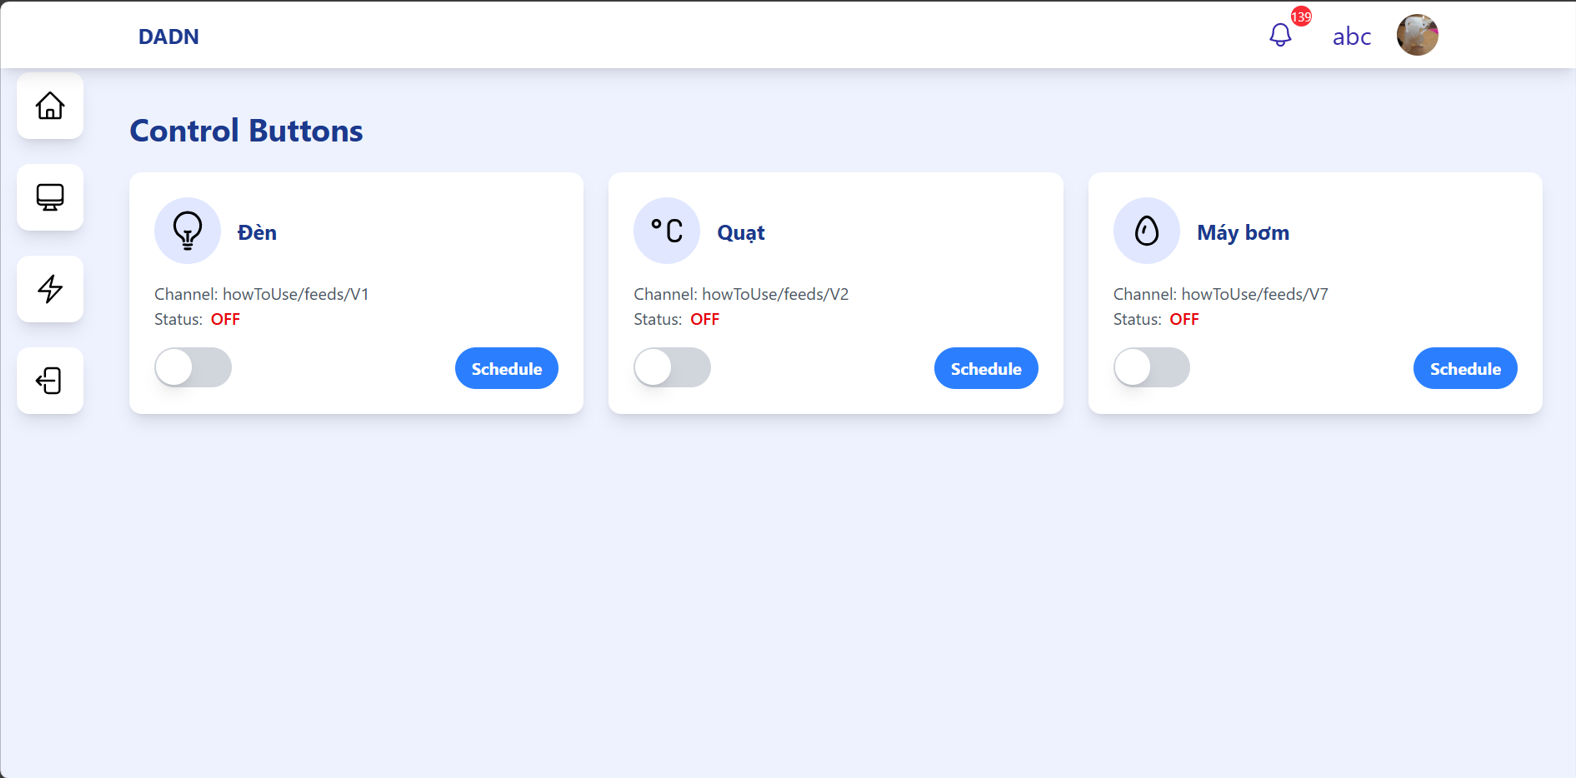 DADN
139
abc
Control Buttons
Đèn
Channel: howToUse/feeds/V1
Status: OFF
Schedule
°C
Quạt
Channel: howToUse/feeds/V2
Status: OFF
Schedule
Máy bơm
Channel: howToUse/feeds/V7
Status: OFF
Schedule